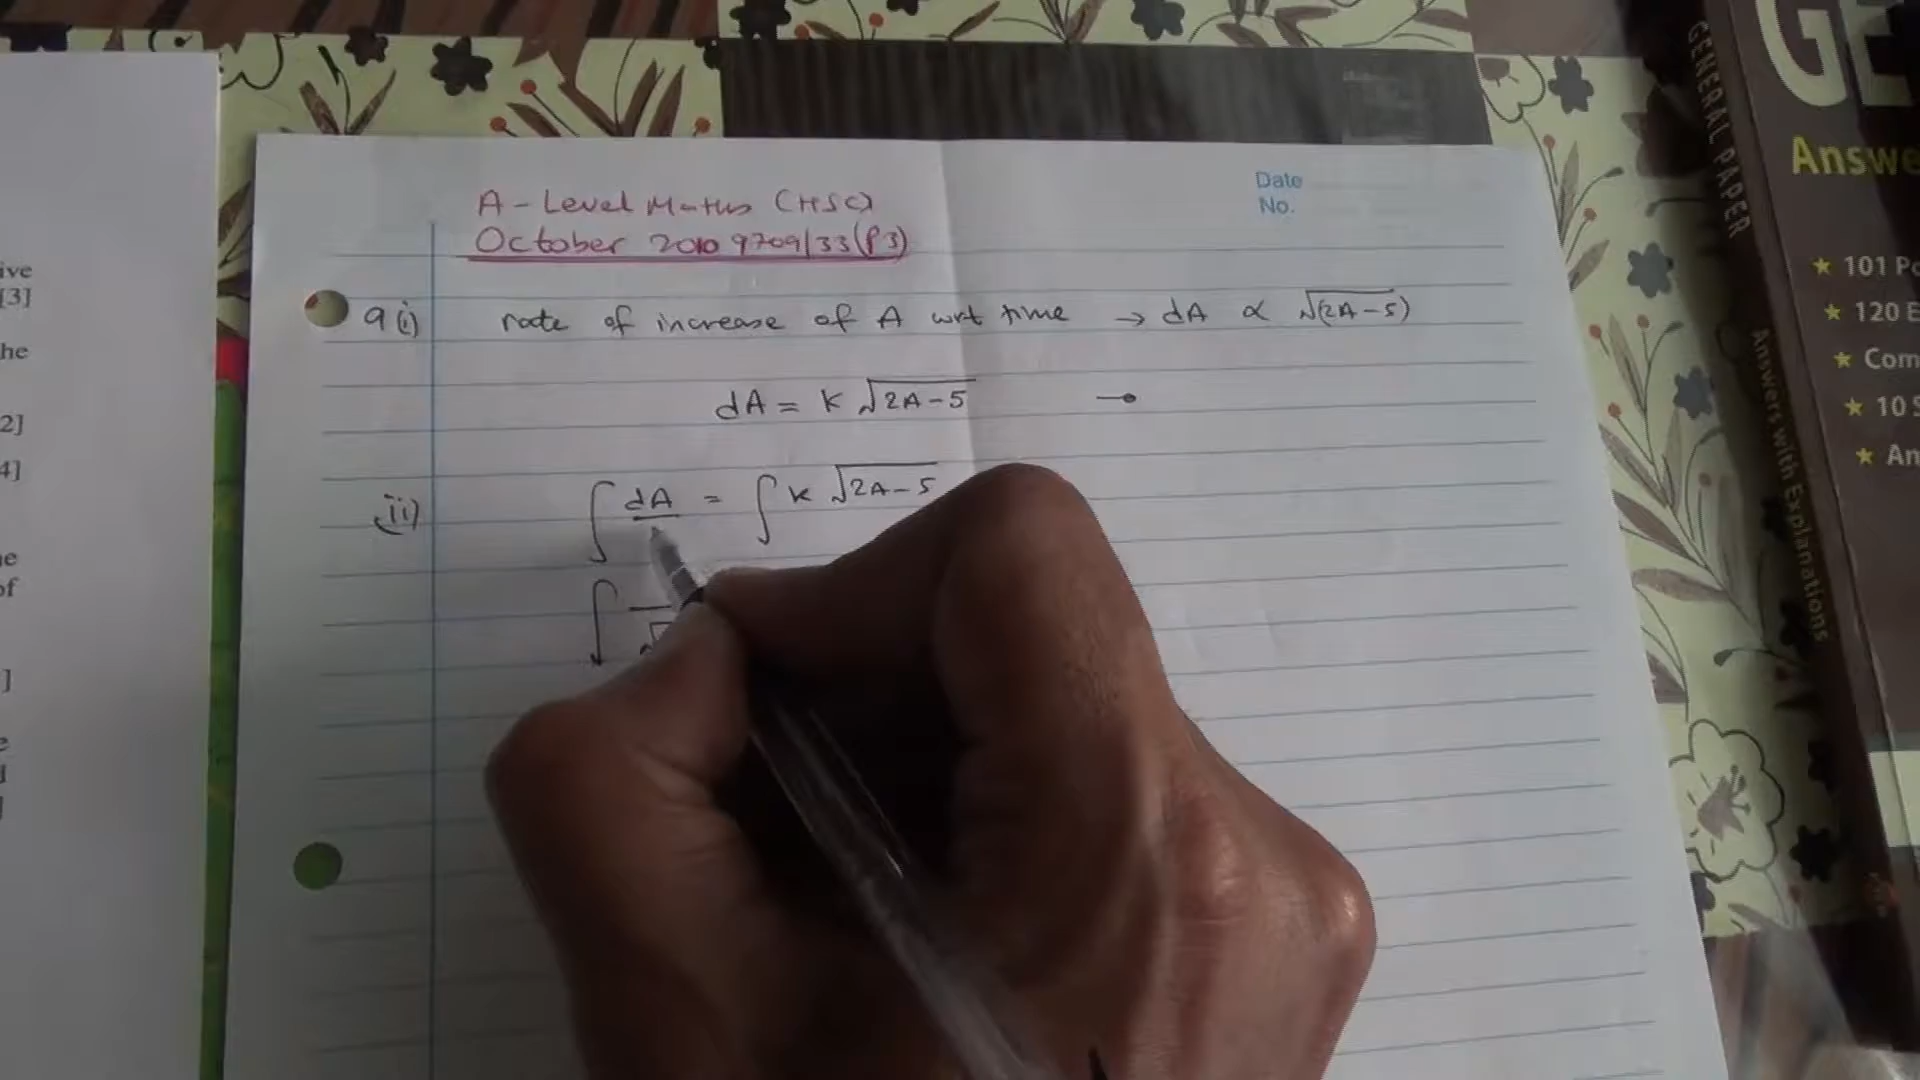 A - Level Maths (HSC)
October 2010 9709/33 (P3)
Date
No.
9(i) rate of increase of A wrt time → dA ∝ √(2A-5)
dA = k √2A-5 →
ii) ∫ dA = ∫ k √2A-5
∫ √
ive
[3]
he
2]
4]
e
of
]
e
]
]
GENERAL PAPER
Answers with Explanations
GE
Answe
★ 101 Po
★ 120 E
★ Com
★ 10 S
★ An